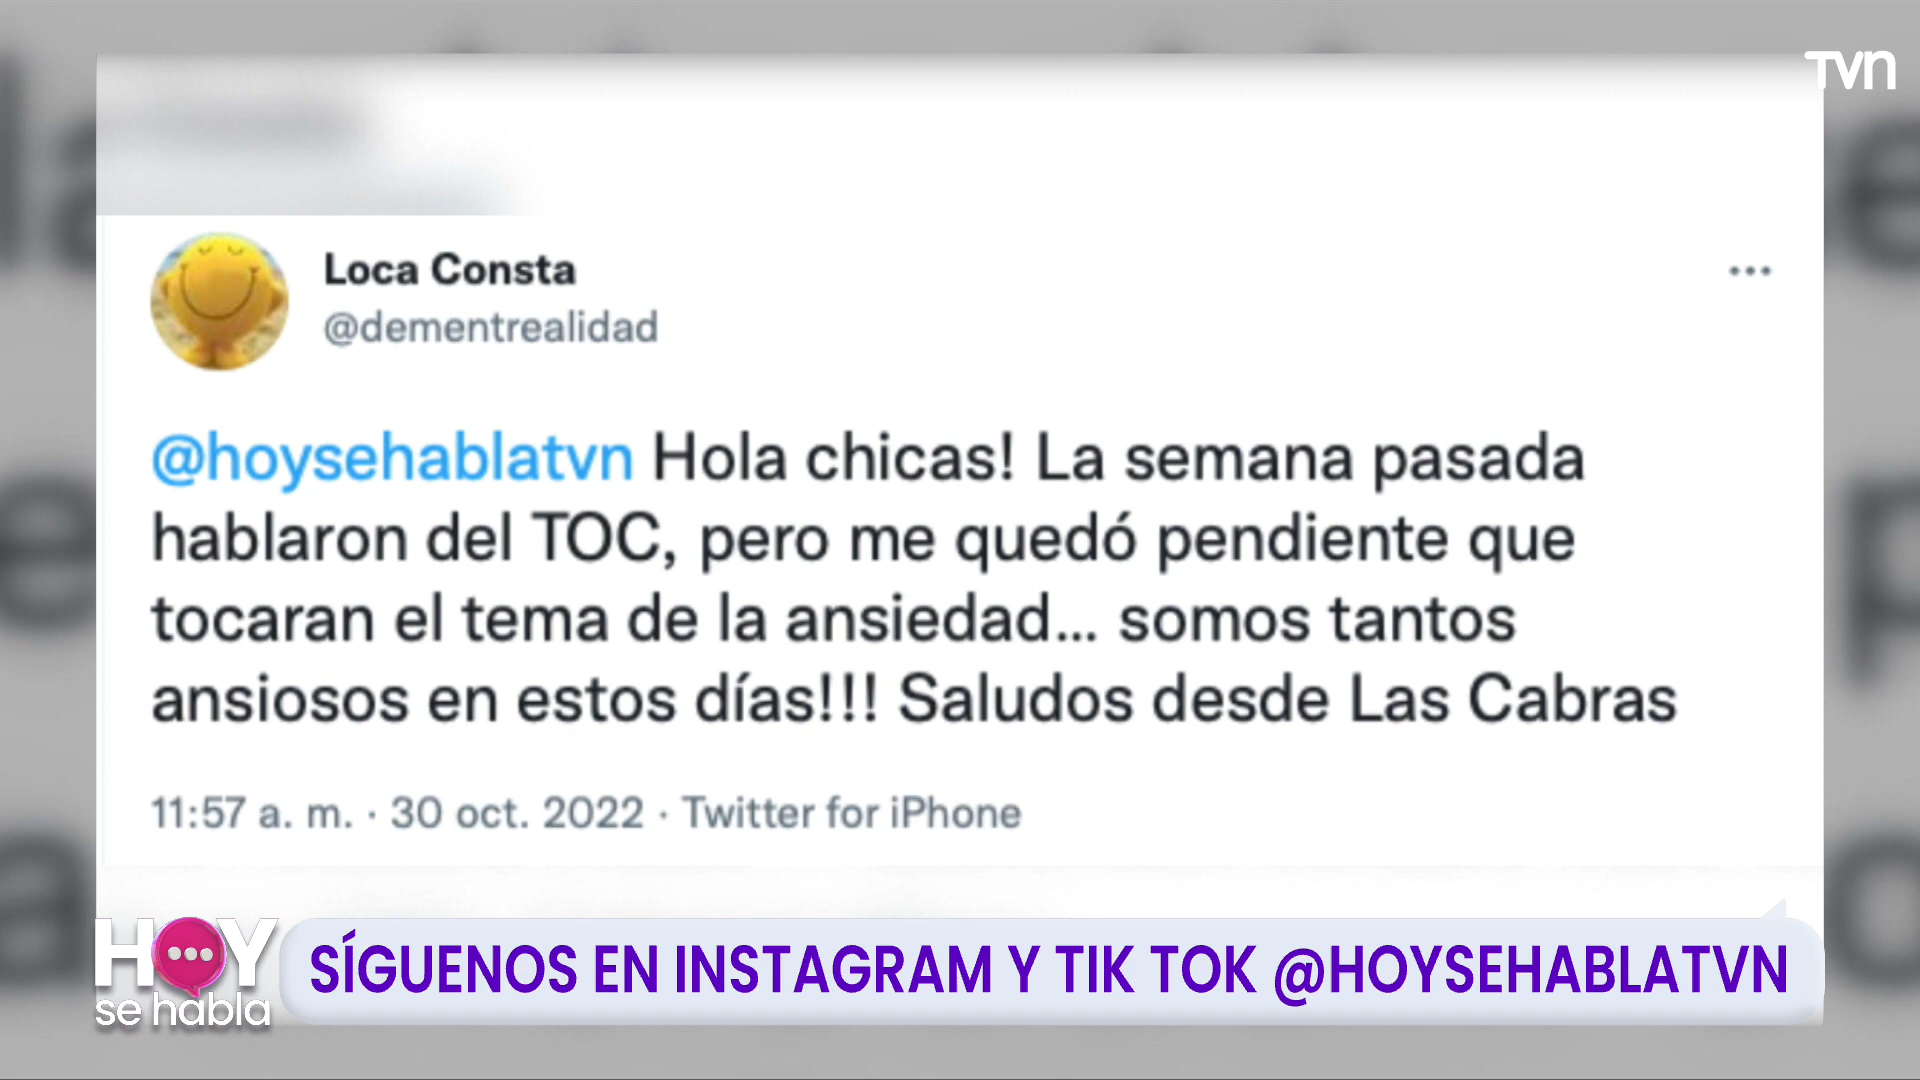 TVN
Loca Consta
@dementrealidad
@hoysehablatvn Hola chicas! La semana pasada
hablaron del TOC, pero me quedó pendiente que
tocaran el tema de la ansiedad... somos tantos
ansiosos en estos días!!! Saludos desde Las Cabras
11:57 a. m. · 30 oct. 2022 · Twitter for iPhone
HOY
se habla
SÍGUENOS EN INSTAGRAM Y TIK TOK @HOYSEHABLATVN